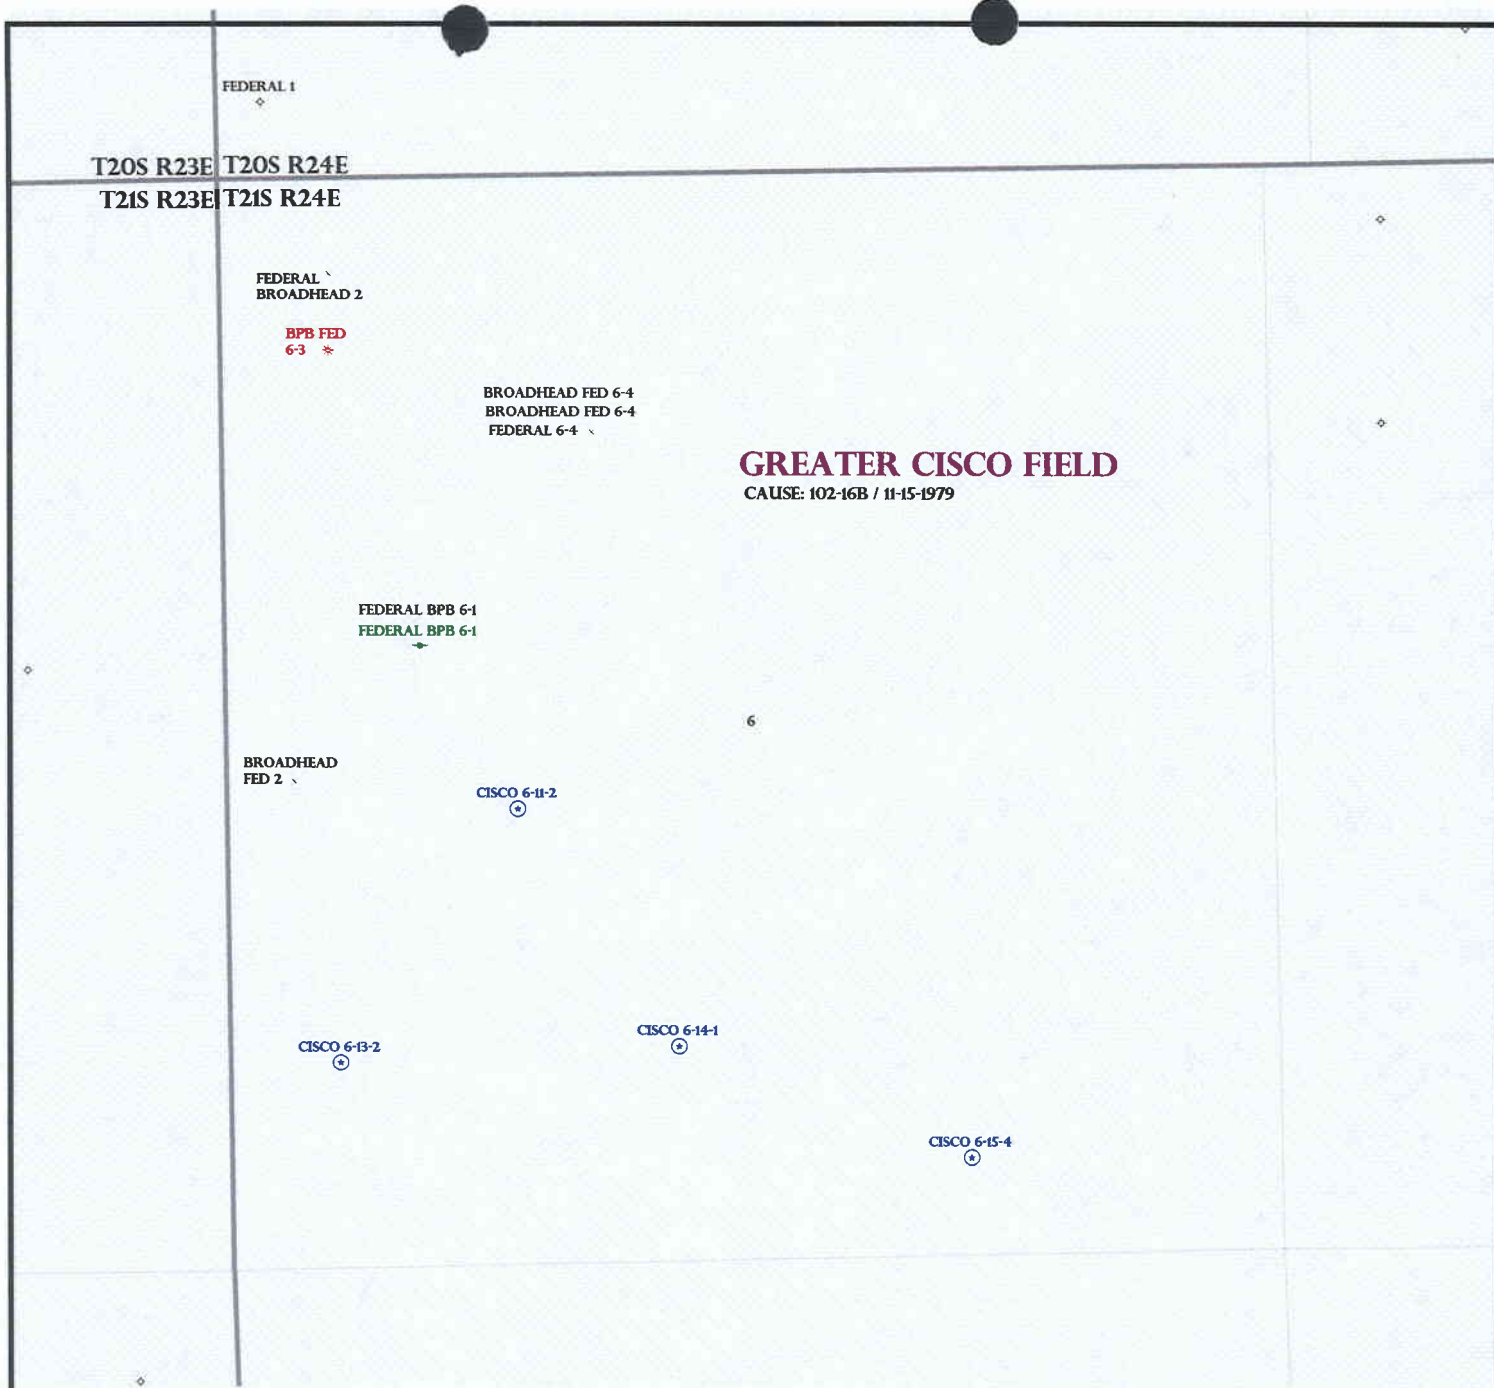 FEDERAL 1
T20S R23E T20S R24E
T21S R23E T21S R24E
FEDERAL
BROADHEAD 2
BPB FED
6-3
BROADHEAD FED 6-4
BROADHEAD FED 6-4
FEDERAL 6-4
GREATER CISCO FIELD
CAUSE: 102-16B / 11-15-1979
FEDERAL BPB 6-1
FEDERAL BPB 6-1
6
BROADHEAD
FED 2
CISCO 6-11-2
CISCO 6-14-1
CISCO 6-13-2
CISCO 6-15-4